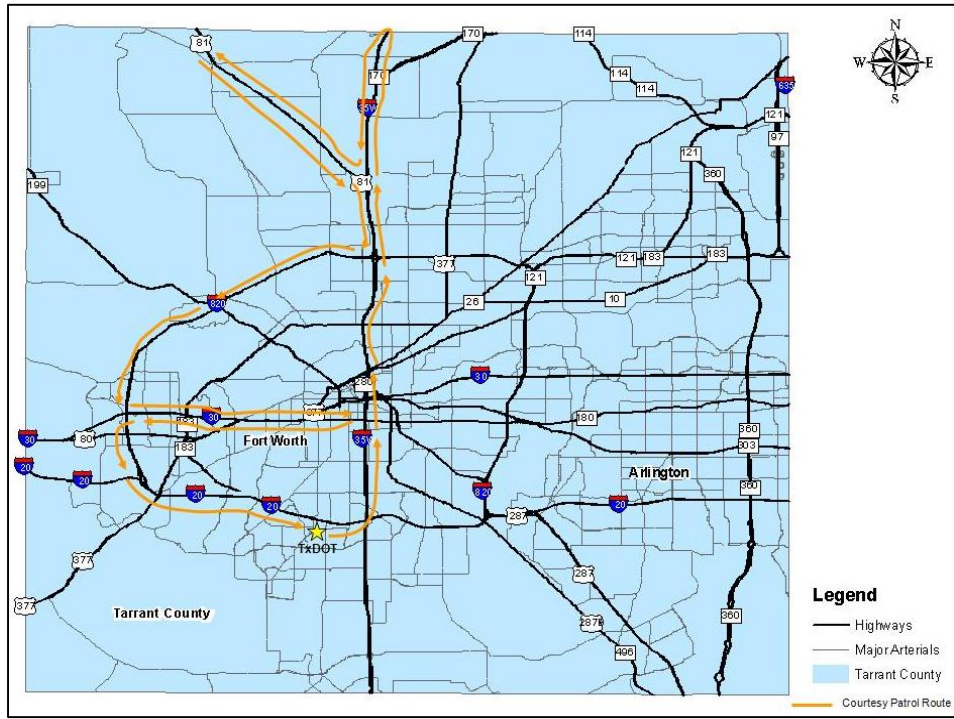 N
W E
S
81
170
114
170
114
35W
114
635
121
97
121
360
81
199
377
121
183
183
121
820
26
10
30
287
377
30
180
30
80
183
Fort Worth
35W
360
303
20
20
Arlington
20
20
820
360
287
20
TxDOT
377
287
377
Tarrant County
360
287B
496
Legend
Highways
Major Arterials
Tarrant County
Courtesy Patrol Route